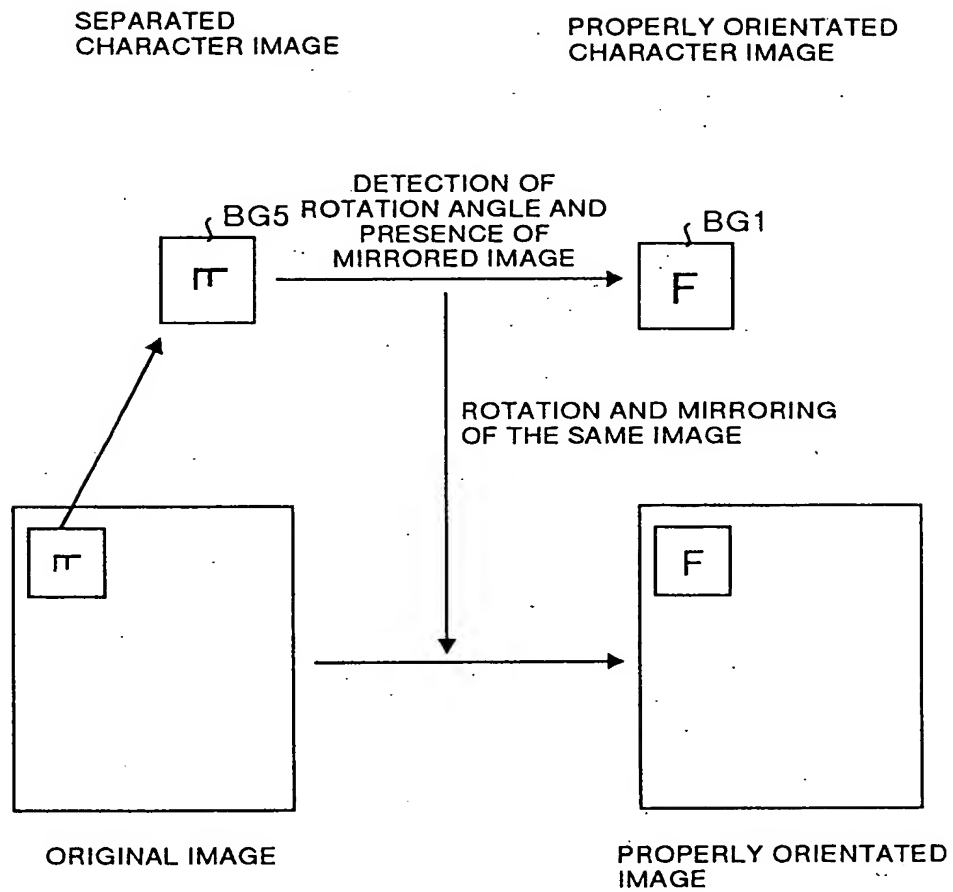 SEPARATED
CHARACTER IMAGE
PROPERLY ORIENTATED
CHARACTER IMAGE
DETECTION OF
ROTATION ANGLE AND
PRESENCE OF
MIRRORED IMAGE
BG5
F
BG1
F
ROTATION AND MIRRORING
OF THE SAME IMAGE
F
F
ORIGINAL IMAGE
PROPERLY ORIENTATED
IMAGE